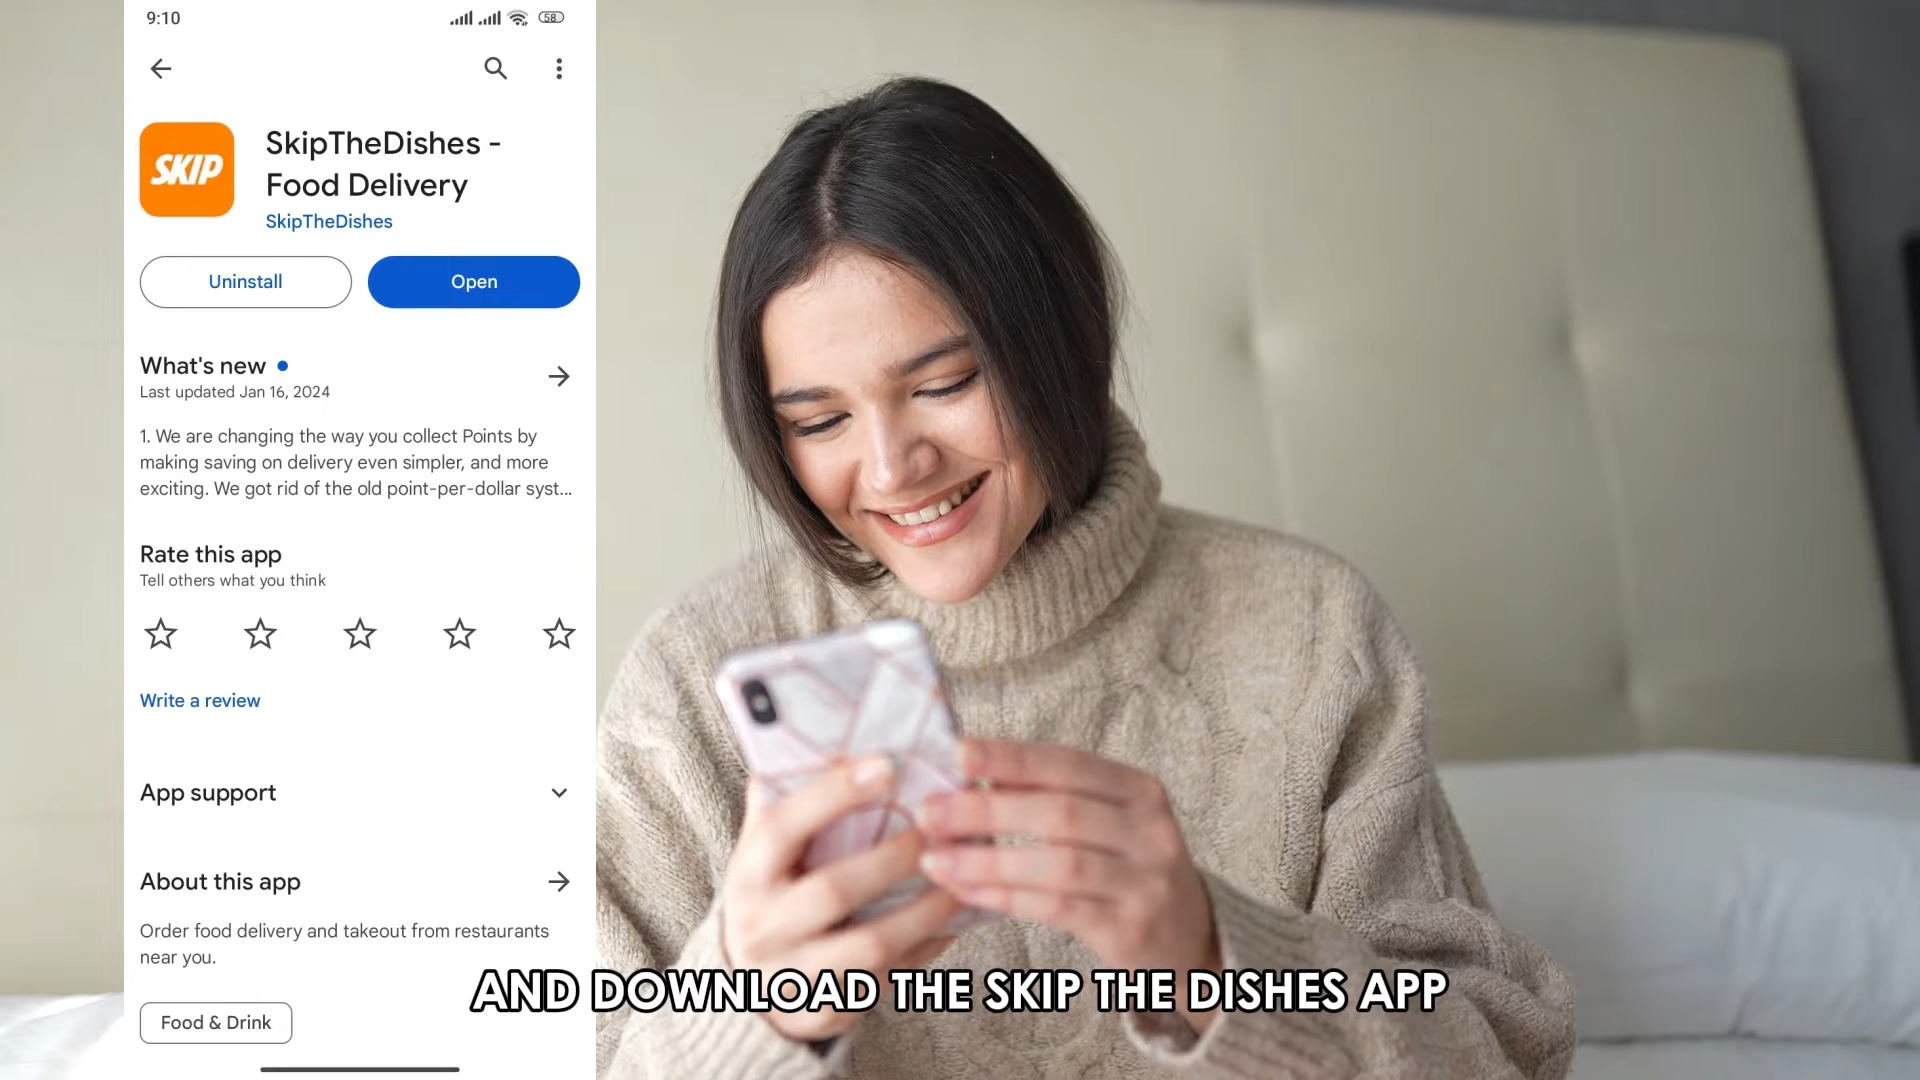 9:10
58
SKIP
SkipTheDishes -
Food Delivery
SkipTheDishes
Uninstall
Open
What's new
Last updated Jan 16, 2024
1. We are changing the way you collect Points by
making saving on delivery even simpler, and more
exciting. We got rid of the old point-per-dollar syst...
Rate this app
Tell others what you think
Write a review
App support
About this app
Order food delivery and takeout from restaurants
near you.
Food & Drink
AND DOWNLOAD THE SKIP THE DISHES APP